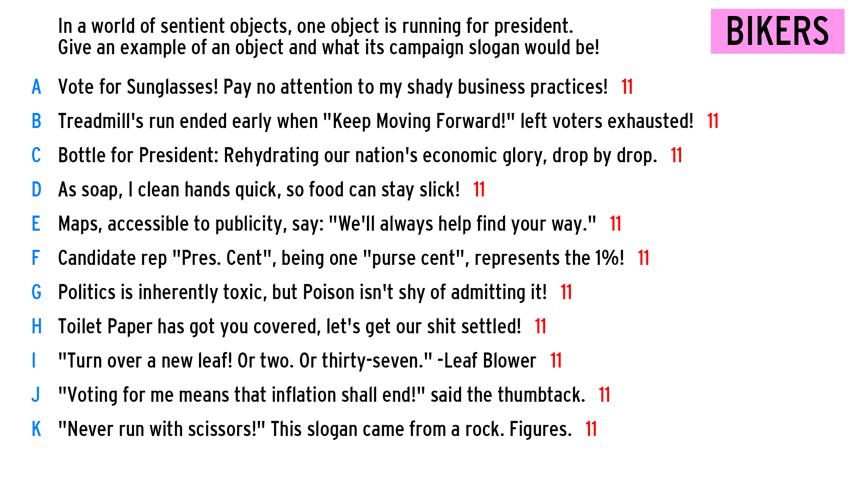 In a world of sentient objects, one object is running for president.
Give an example of an object and what its campaign slogan would be!
BIKERS
A Vote for Sunglasses! Pay no attention to my shady business practices! 11
B Treadmill's run ended early when "Keep Moving Forward!" left voters exhausted! 11
C Bottle for President: Rehydrating our nation's economic glory, drop by drop. 11
D As soap, I clean hands quick, so food can stay slick! 11
E Maps, accessible to publicity, say: "We'll always help find your way." 11
F Candidate rep "Pres. Cent", being one "purse cent", represents the 1%! 11
G Politics is inherently toxic, but Poison isn't shy of admitting it! 11
H Toilet Paper has got you covered, let's get our shit settled! 11
I "Turn over a new leaf! Or two. Or thirty-seven." -Leaf Blower 11
J "Voting for me means that inflation shall end!" said the thumbtack. 11
K "Never run with scissors!" This slogan came from a rock. Figures. 11